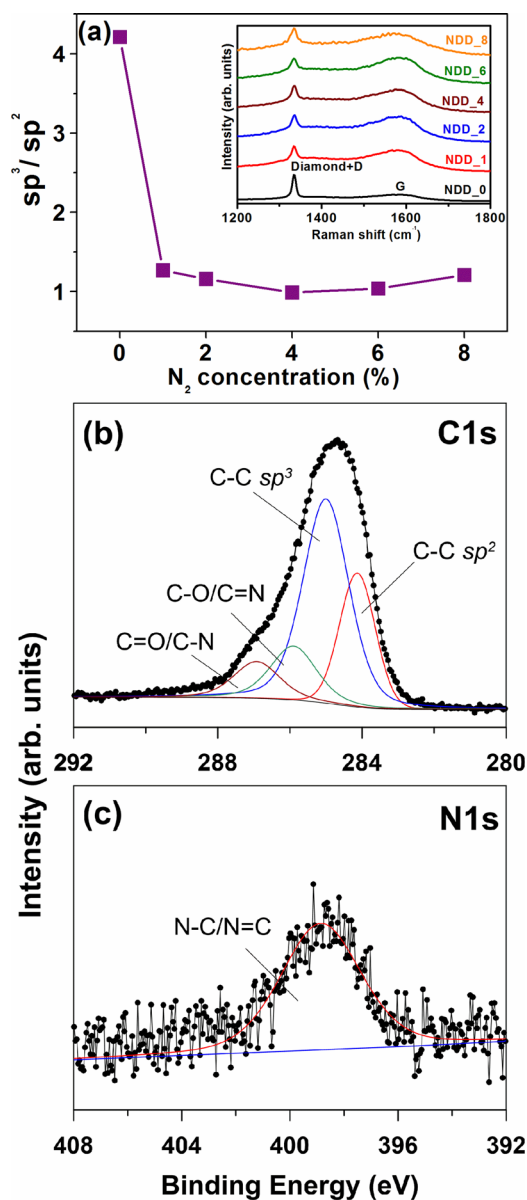 (a)
sp³/ sp²
4
3
2
1
0
2
4
6
8
N₂ concentration (%)
Intensity (arb. units)
NDD_8
NDD_6
NDD_4
NDD_2
NDD_1
Diamond+D
G
NDD_0
1200
1400
1600
1800
Raman shift (cm⁻¹)
(b)
C1s
C-C sp³
C-C sp²
C-O/C=N
C=O/C-N
292
288
284
280
Intensity (arb. units)
(c)
N1s
N-C/N=C
408
404
400
396
392
Binding Energy (eV)